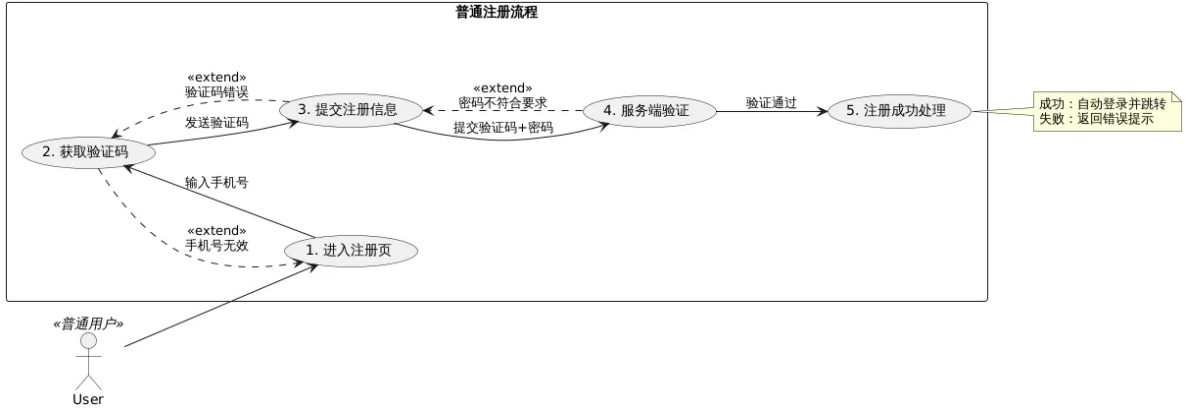 普通注册流程
«extend»
验证码错误
3. 提交注册信息
«extend»
密码不符合要求
4. 服务端验证
验证通过
5. 注册成功处理
成功：自动登录并跳转
失败：返回错误提示
发送验证码
提交验证码+密码
2. 获取验证码
输入手机号
«extend»
手机号无效
1. 进入注册页
«普通用户»
User